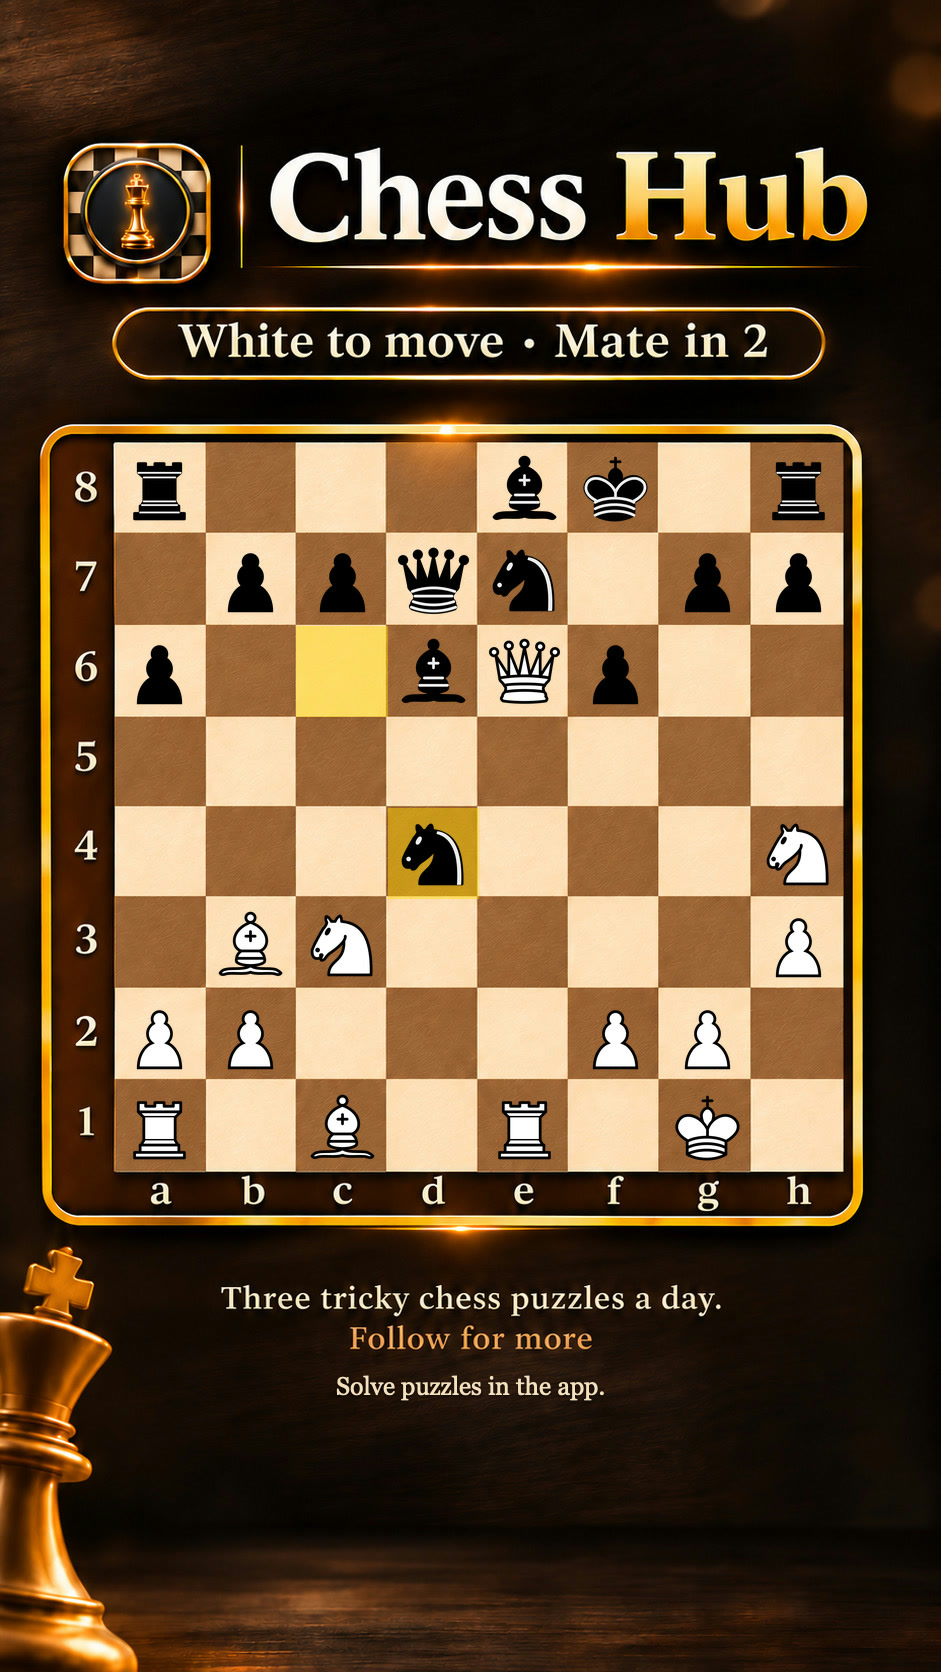 Chess Hub
White to move · Mate in 2
8
7
6
5
4
3
2
1
a b c d e f g h
Three tricky chess puzzles a day.
Follow for more
Solve puzzles in the app.